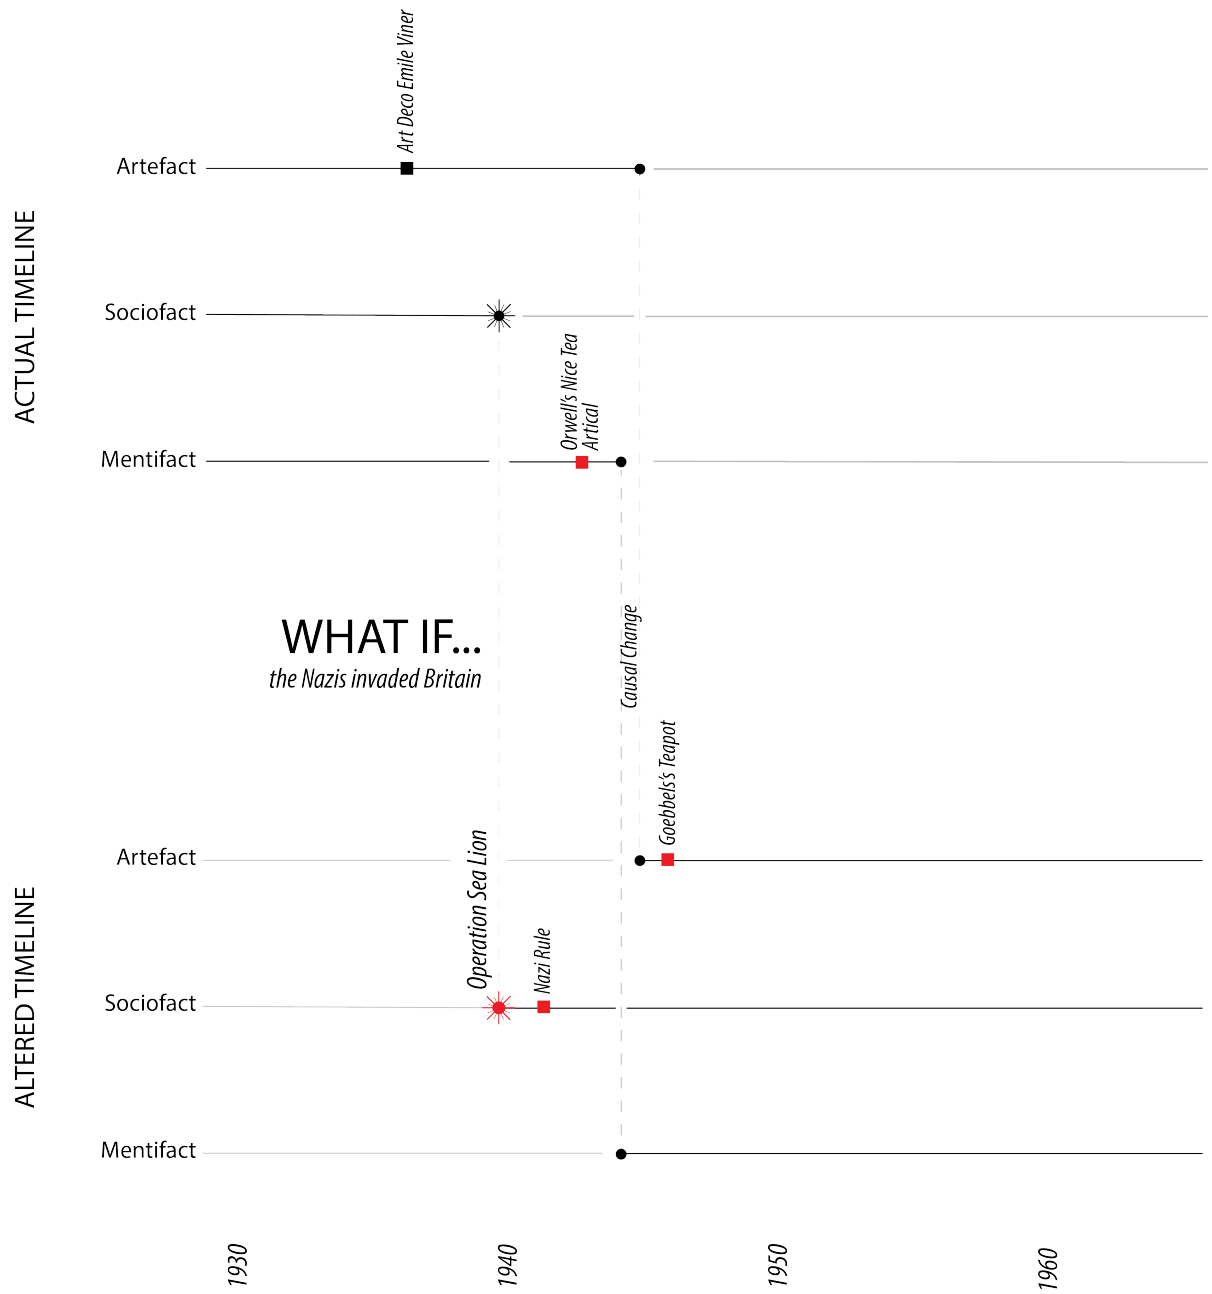 Art Deco Emile Viner
Artefact
ACTUAL TIMELINE
Sociofact
Orwell's Nice Tea
Artical
Mentifact
WHAT IF...
the Nazis invaded Britain
Causal Change
Goebbels's Teapot
Artefact
ALTERED TIMELINE
Operation Sea Lion
Nazi Rule
Sociofact
Mentifact
1930
1940
1950
1960